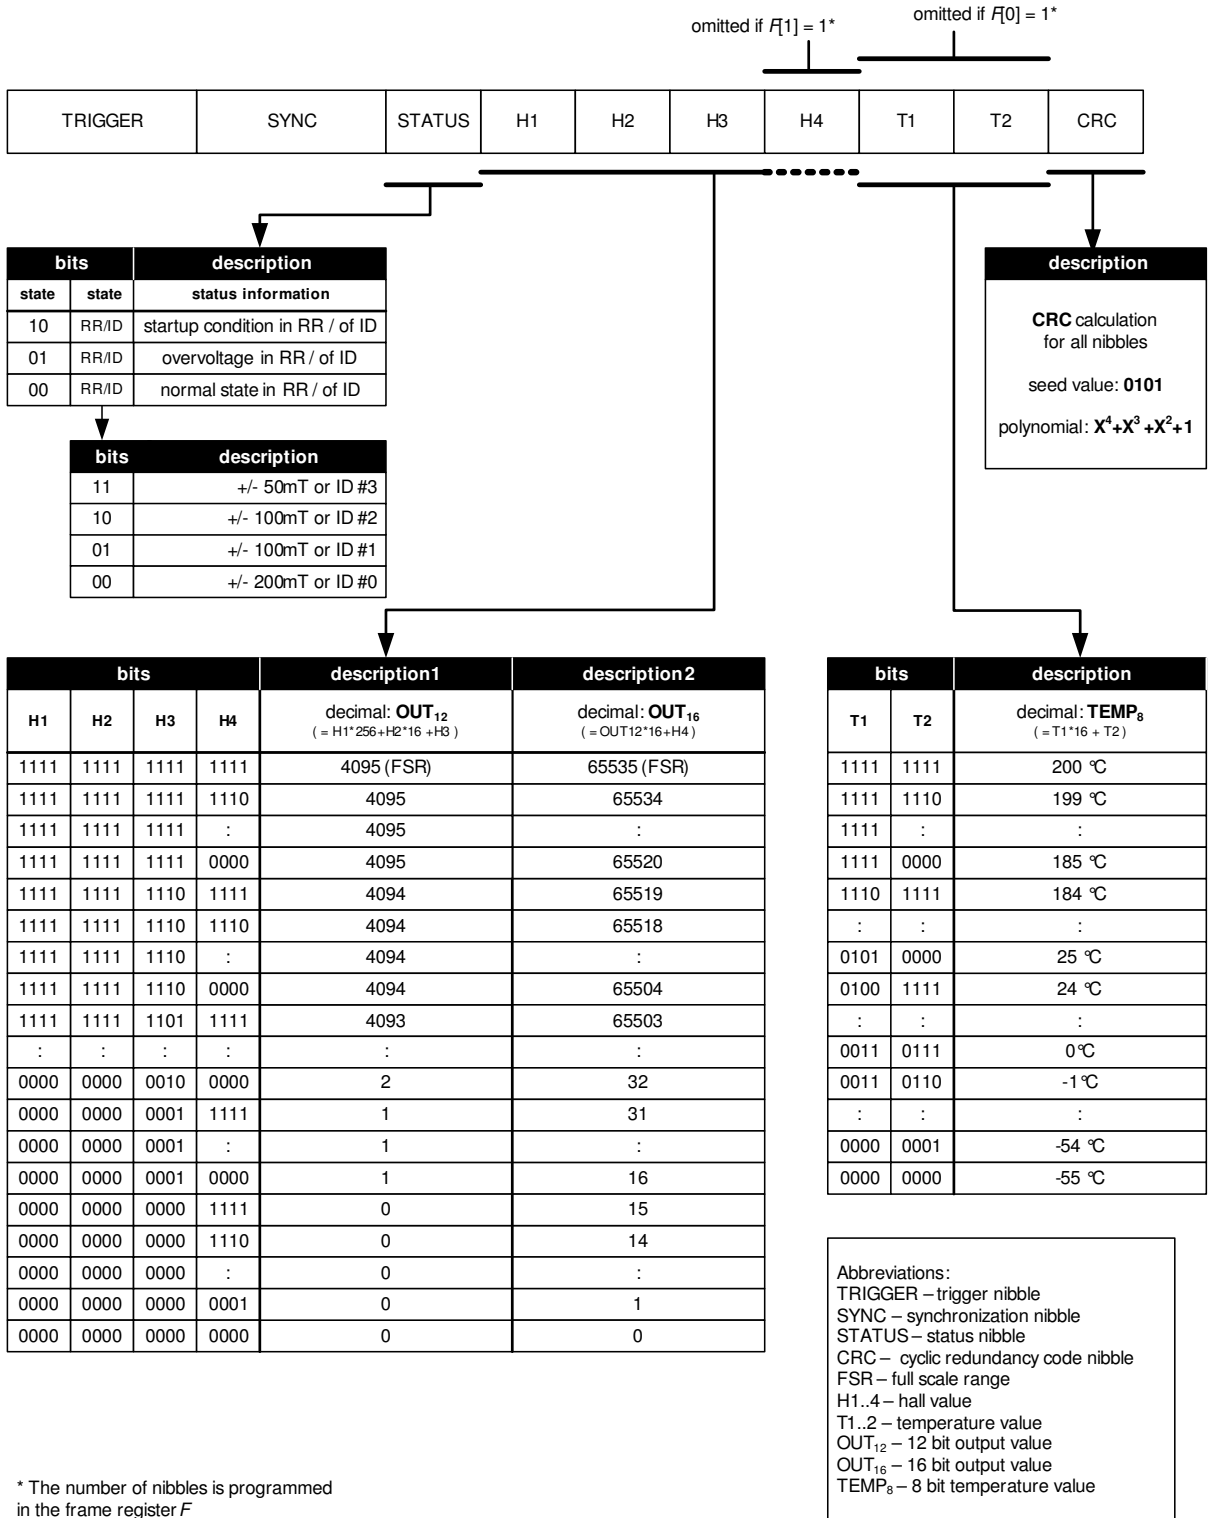 omitted if F[1] = 1*
omitted if F[0] = 1*
TRIGGER SYNC STATUS H1 H2 H3 H4 T1 T2 CRC
bits description
state state status information
10 RR/ID startup condition in RR / of ID
01 RR/ID overvoltage in RR / of ID
00 RR/ID normal state in RR / of ID
bits description
11 +/- 50mT or ID #3
10 +/- 100mT or ID #2
01 +/- 100mT or ID #1
00 +/- 200mT or ID #0
description
CRC calculation
for all nibbles
seed value: 0101
polynomial: X⁴+X³+X²+1
bits description1 description2
H1 H2 H3 H4 decimal: OUT₁₂ decimal: OUT₁₆
( = H1*256+H2*16 +H3 ) ( = OUT12*16+H4 )
1111 1111 1111 1111 4095 (FSR) 65535 (FSR)
1111 1111 1111 1110 4095 65534
1111 1111 1111 : 4095 :
1111 1111 1111 0000 4095 65520
1111 1111 1110 1111 4094 65519
1111 1111 1110 1110 4094 65518
1111 1111 1110 : 4094 :
1111 1111 1110 0000 4094 65504
1111 1111 1101 1111 4093 65503
: : : : : :
0000 0000 0010 0000 2 32
0000 0000 0001 1111 1 31
0000 0000 0001 : 1 :
0000 0000 0001 0000 1 16
0000 0000 0000 1111 0 15
0000 0000 0000 1110 0 14
0000 0000 0000 : 0 :
0000 0000 0000 0001 0 1
0000 0000 0000 0000 0 0
bits description
T1 T2 decimal: TEMP₈
( = T1*16 + T2 )
1111 1111 200 °C
1111 1110 199 °C
1111 : :
1111 0000 185 °C
1110 1111 184 °C
: : :
0101 0000 25 °C
0100 1111 24 °C
: : :
0011 0111 0°C
0011 0110 -1°C
: : :
0000 0001 -54 °C
0000 0000 -55 °C
Abbreviations:
TRIGGER – trigger nibble
SYNC – synchronization nibble
STATUS – status nibble
CRC – cyclic redundancy code nibble
FSR – full scale range
H1..4 – hall value
T1..2 – temperature value
OUT₁₂ – 12 bit output value
OUT₁₆ – 16 bit output value
TEMP₈ – 8 bit temperature value
* The number of nibbles is programmed
in the frame register F